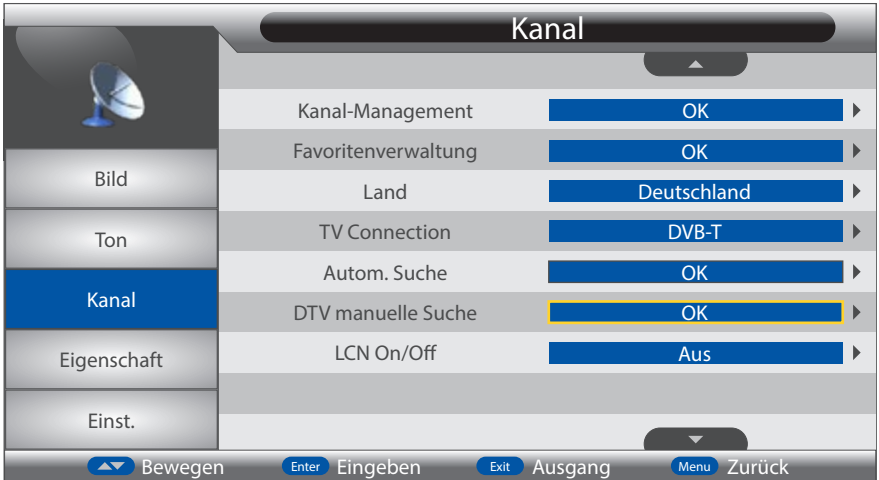 Kanal
Kanal-Management OK
Favoritenverwaltung OK
Land Deutschland
TV Connection DVB-T
Autom. Suche OK
DTV manuelle Suche OK
LCN On/Off Aus
Bild
Ton
Kanal
Eigenschaft
Einst.
Bewegen Enter Eingeben Exit Ausgang Menu Zurück